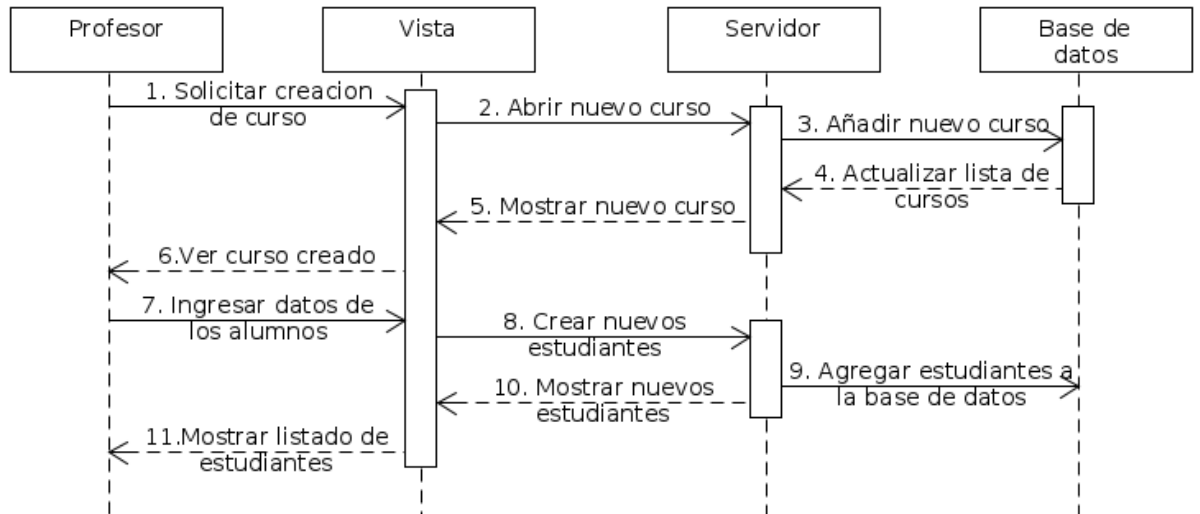 Profesor
Vista
Servidor
Base de
datos
1. Solicitar creacion
de curso
2. Abrir nuevo curso
3. Añadir nuevo curso
4. Actualizar lista de
cursos
5. Mostrar nuevo curso
6.Ver curso creado
7. Ingresar datos de
los alumnos
8. Crear nuevos
estudiantes
9. Agregar estudiantes a
la base de datos
10. Mostrar nuevos
estudiantes
11.Mostrar listado de
estudiantes